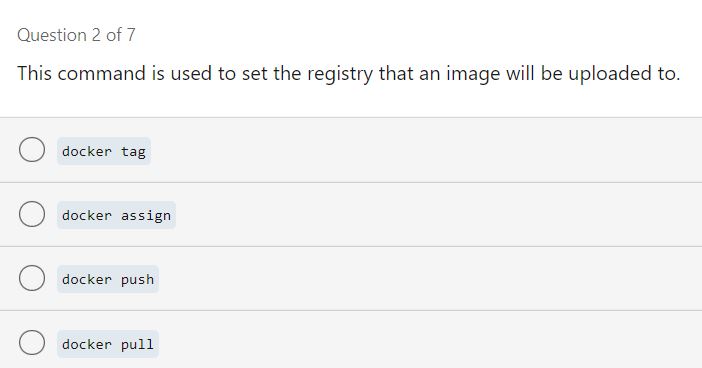 Question 2 of 7
This command is used to set the registry that an image will be uploaded to.
docker tag
docker assign
docker push
docker pull